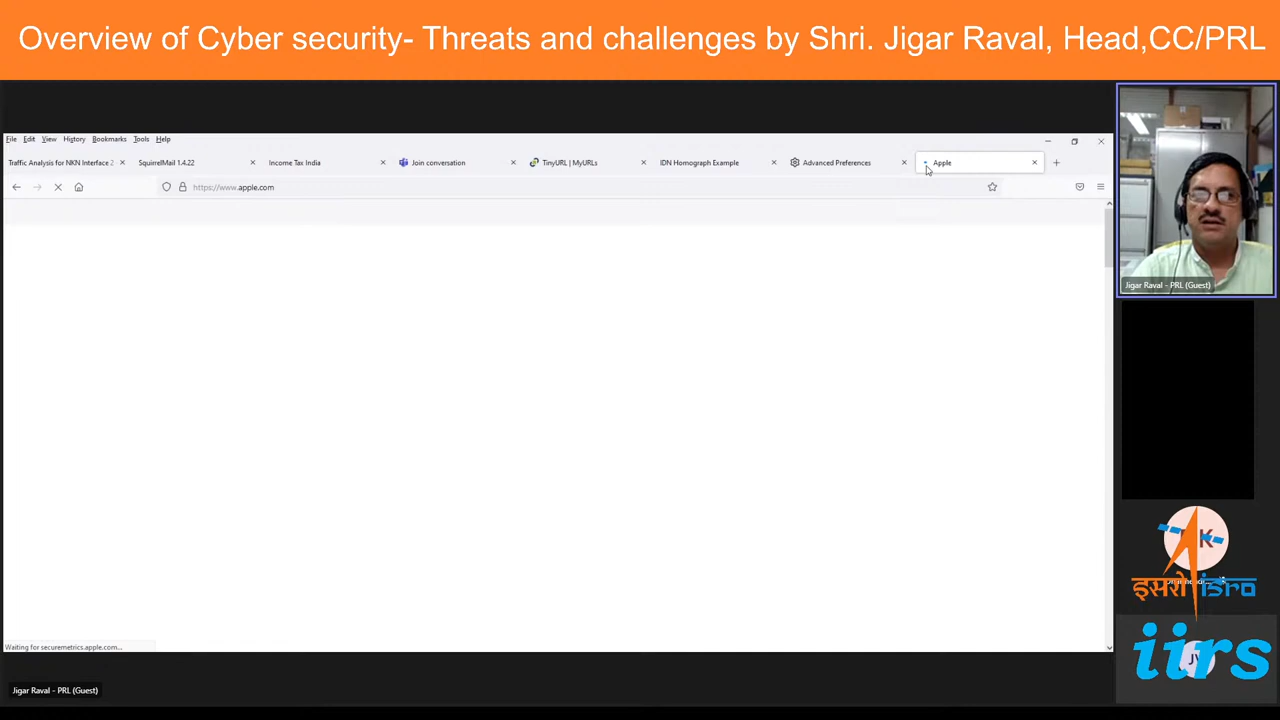 Overview of Cyber security- Threats and challenges by Shri. Jigar Raval, Head,CC/PRL
File Edit View History Bookmarks Tools Help
Traffic Analysis for NKN Interface 2
SquirrelMail 1.4.22
Income Tax India
Join conversation
TinyURL | MyURLs
IDN Homograph Example
Advanced Preferences
Apple
https://www.apple.com
Jigar Raval - PRL (Guest)
इसरो isro
iirs
JY
Waiting for securemetrics.apple.com...
Jigar Raval - PRL (Guest)